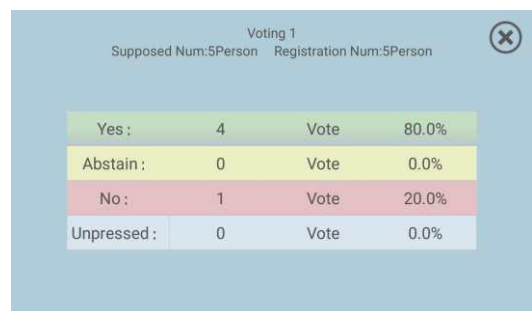 Voting 1
Supposed Num:5Person Registration Num:5Person
Yes : 4 Vote 80.0%
Abstain : 0 Vote 0.0%
No : 1 Vote 20.0%
Unpressed : 0 Vote 0.0%